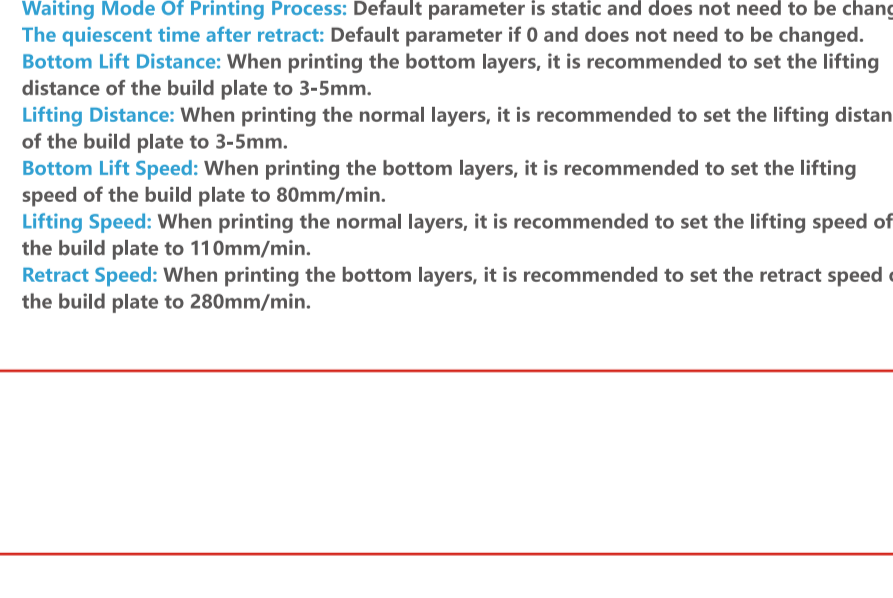 Waiting Mode Of Printing Process: Default parameter is static and does not need to be
The quiescent time after retract: Default parameter if 0 and does not need to be changed.
Bottom Lift Distance: When printing the bottom layers, it is recommended to set the lifting
distance of the build plate to 3-5mm.
Lifting Distance: When printing the normal layers, it is recommended to set the lifting
of the build plate to 3-5mm.
Bottom Lift Speed: When printing the bottom layers, it is recommended to set the lifting
speed of the build plate to 80mm/min.
Lifting Speed: When printing the normal layers, it is recommended to set the lifting speed of
the build plate to 110mm/min.
Retract Speed: When printing the bottom layers, it is recommended to set the retract speed
the build plate to 280mm/min.